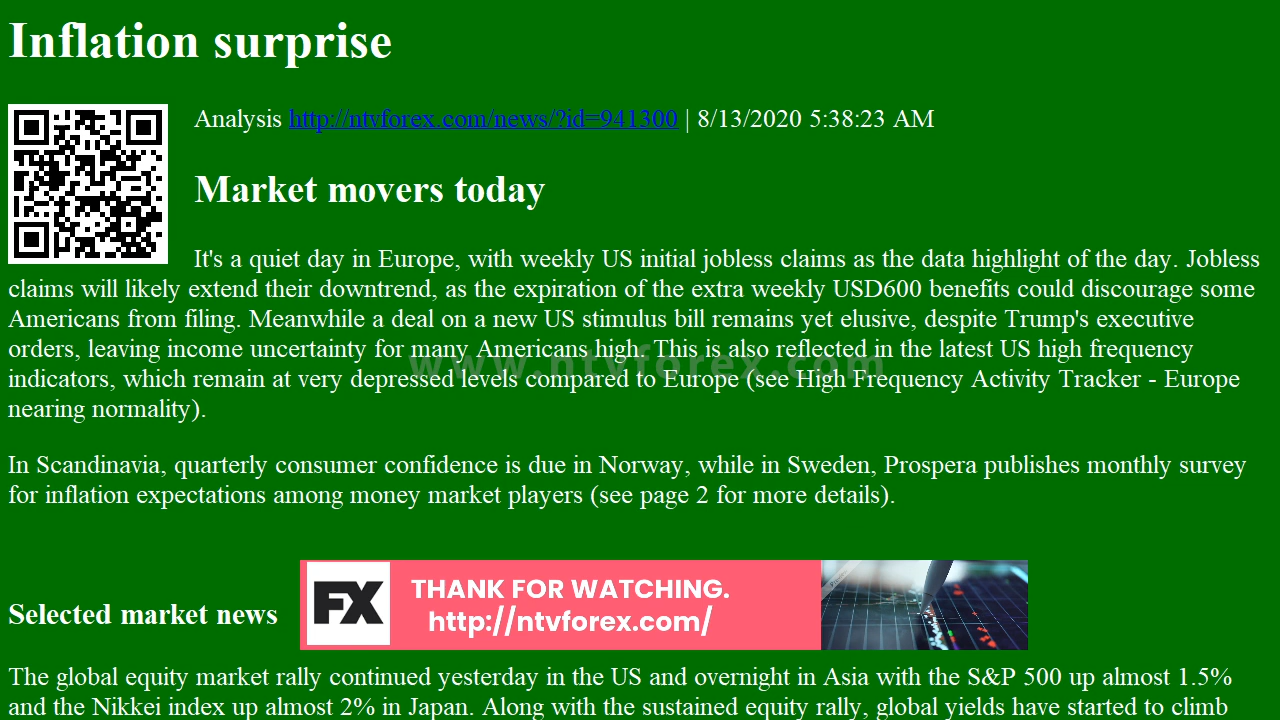 Inflation surprise
Analysis http://ntvforex.com/news/?id=941300 | 8/13/2020 5:38:23 AM
Market movers today
It's a quiet day in Europe, with weekly US initial jobless claims as the data highlight of the day. Jobless
claims will likely extend their downtrend, as the expiration of the extra weekly USD600 benefits could discourage some
Americans from filing. Meanwhile a deal on a new US stimulus bill remains yet elusive, despite Trump's executive
orders, leaving income uncertainty for many Americans high. This is also reflected in the latest US high frequency
www.ntvforex.com
indicators, which remain at very depressed levels compared to Europe (see High Frequency Activity Tracker - Europe
nearing normality).
In Scandinavia, quarterly consumer confidence is due in Norway, while in Sweden, Prospera publishes monthly survey
for inflation expectations among money market players (see page 2 for more details).
FX
THANK FOR WATCHING.
http://ntvforex.com/
Selected market news
The global equity market rally continued yesterday in the US and overnight in Asia with the S&P 500 up almost 1.5%
and the Nikkei index up almost 2% in Japan. Along with the sustained equity rally, global yields have started to climb